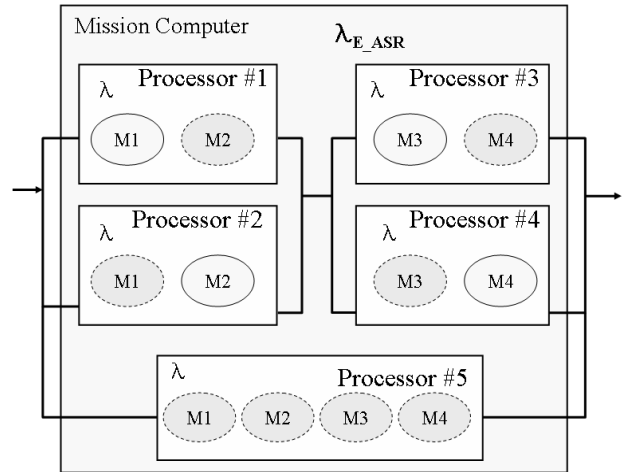 Mission Computer
λE_ASR
λ Processor #1
M1 M2
λ Processor #3
M3 M4
λ Processor #2
M1 M2
λ Processor #4
M3 M4
λ Processor #5
M1 M2 M3 M4